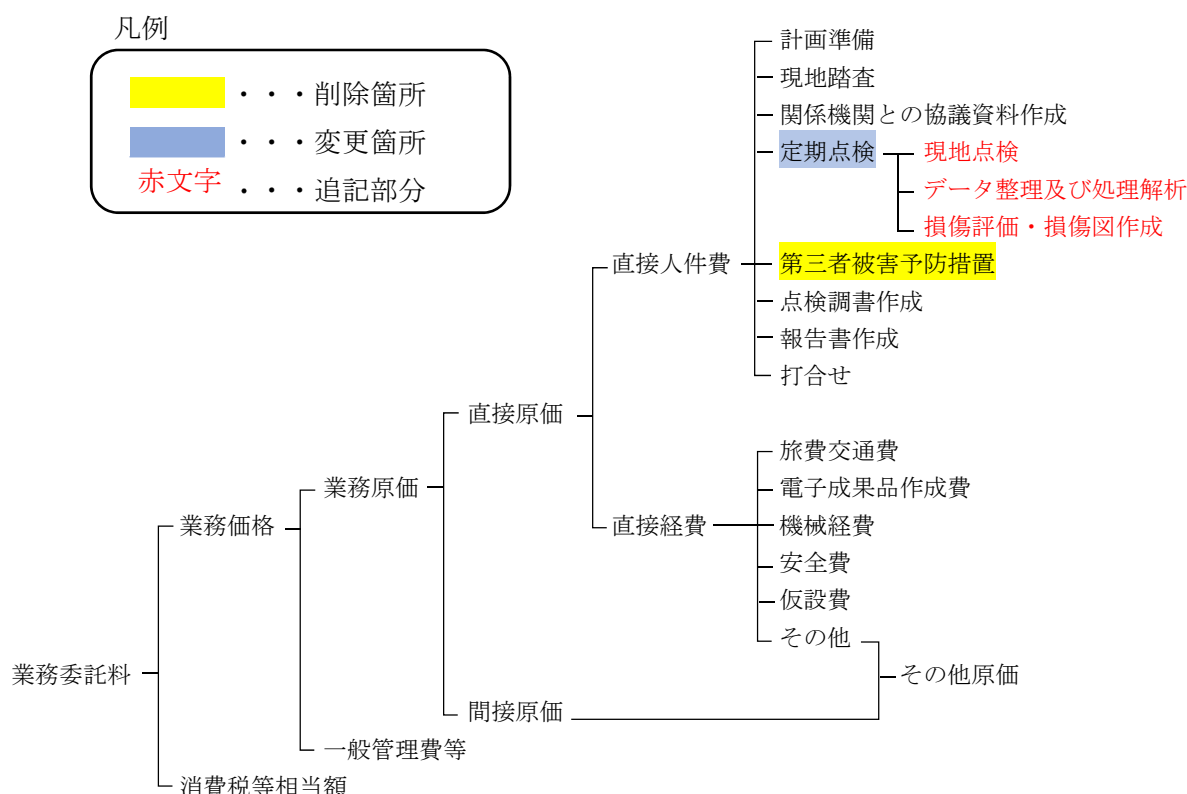 凡例
・・・削除箇所
・・・変更箇所
赤文字・・・追記部分
計画準備
現地踏査
関係機関との協議資料作成
定期点検
現地点検
データ整理及び処理解析
損傷評価・損傷図作成
直接人件費
第三者被害予防措置
点検調書作成
報告書作成
打合せ
直接原価
旅費交通費
業務原価
電子成果品作成費
業務価格
直接経費
機械経費
安全費
仮設費
その他
業務委託料
その他原価
間接原価
一般管理費等
消費税等相当額